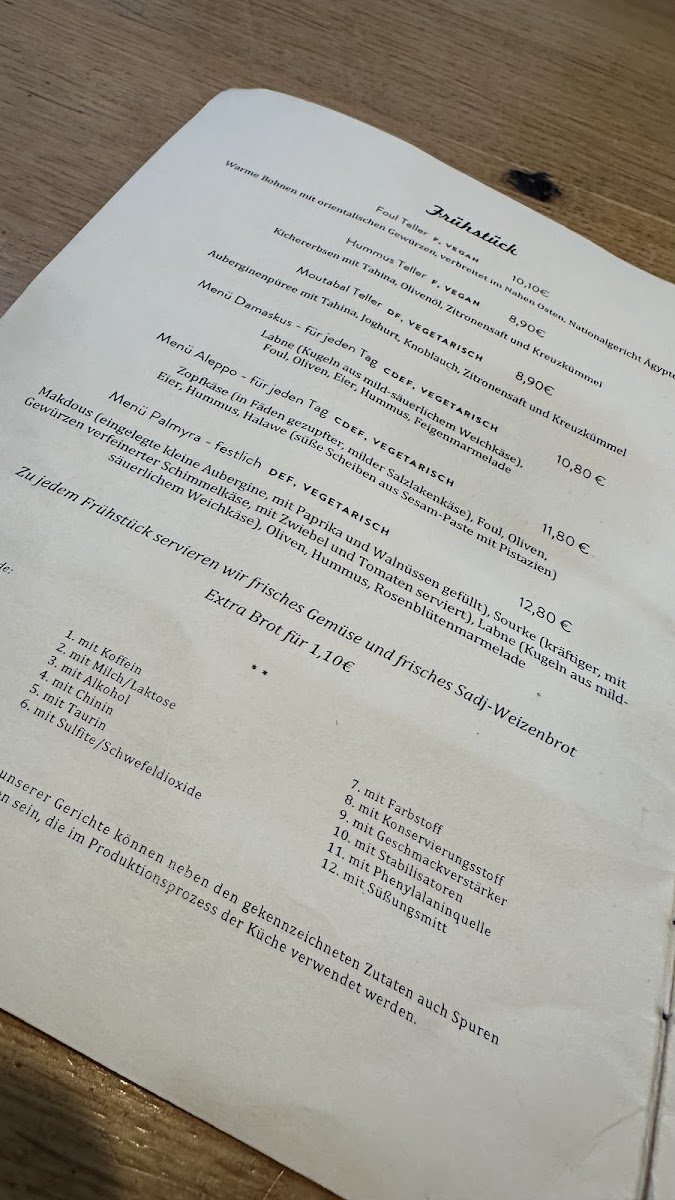 Frühstück
Foul Teller F, VEGAN 10,10€
Warme Bohnen mit orientalischen Gewürzen, verbreitet im Nahen Osten, Nationalgericht Ägypte
Hummus Teller F, VEGAN 8,90€
Kichererbsen mit Tahina, Olivenöl, Zitronensaft und Kreuzkümmel
Moutabal Teller DF, VEGETARISCH 8,90€
Auberginenpüree mit Tahina, Joghurt, Knoblauch, Zitronensaft und Kreuzkümmel
Menü Damaskus - für jeden Tag CDEF, VEGETARISCH 10,80 €
Labne (Kugeln aus mild-säuerlichem Weichkäse),
Foul, Oliven, Eier, Hummus, Feigenmarmelade
Menü Aleppo - für jeden Tag CDEF, VEGETARISCH 11,80 €
Zopfkäse (in Fäden gezupfter, milder Salzlakenkäse), Foul, Oliven,
Eier, Hummus, Halawe (süße Scheiben aus Sesam-Paste mit Pistazien)
Menü Palmyra - festlich DEF, VEGETARISCH 12,80 €
Makdous (eingelegte kleine Aubergine, mit Paprika und Walnüssen gefüllt), Sourke (kräftiger, mit
Gewürzen verfeinerter Schimmelkäse, mit Zwiebel und Tomaten serviert), Labne (Kugeln aus mild-
säuerlichem Weichkäse), Oliven, Hummus, Rosenblütenmarmelade
Zu jedem Frühstück servieren wir frisches Gemüse und frisches Sadj-Weizenbrot
Extra Brot für 1,10€
**
de:
1. mit Koffein
2. mit Milch/Laktose
3. mit Alkohol
4. mit Chinin
5. mit Taurin
6. mit Sulfite/Schwefeldioxide
7. mit Farbstoff
8. mit Konservierungsstoff
9. mit Geschmackverstärker
10. mit Stabilisatoren
11. mit Phenylalaninquelle
12. mit Süßungsmitt
unserer Gerichte können neben den gekennzeichneten Zutaten auch Spuren
en sein, die im Produktionsprozess der Küche verwendet werden.